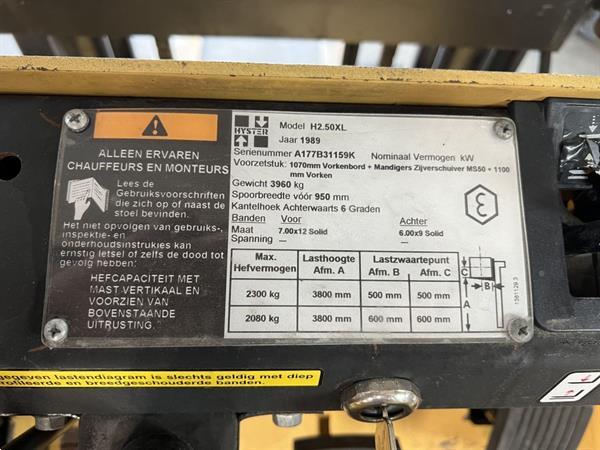 HYSTER
Model H2.50XL
Jaar 1989
Serienummer A177B31159K Nominaal Vermogen kW
Voorzetstuk: 1070mm Vorkenbord + Mandigers Zijverschuiver MS50 + 1100
mm Vorken
Gewicht 3960 kg
Spoorbreedte vóór 950 mm
Kantelhoek Achterwaarts 6 Graden
Banden Voor Achter
Maat 7.00x12 Solid 6.00x9 Solid
Spanning — —
Max. Hefvermogen Lasthoogte Afm. A Lastzwaartepunt Afm. B Afm. C
2300 kg 3800 mm 500 mm 500 mm
2080 kg 3800 mm 600 mm 600 mm
C
B
A
1581129 3
ALLEEN ERVAREN
CHAUFFEURS EN MONTEURS
Lees de
Gebruiksvoorschriften
die zich op of naast de
stoel bevinden.
Het niet opvolgen van gebruiks-,
inspektie- en
onderhoudsinstrukties kan
ernstig letsel of zelfs de dood tot
gevolg hebben:
HEFCAPACITEIT MET
MAST VERTIKAAL EN
VOORZIEN VAN
BOVENSTAANDE
UITRUSTING.
gegeven lastendiagram is slechts geldig met diep
profileerde en breedgeschouderde banden.